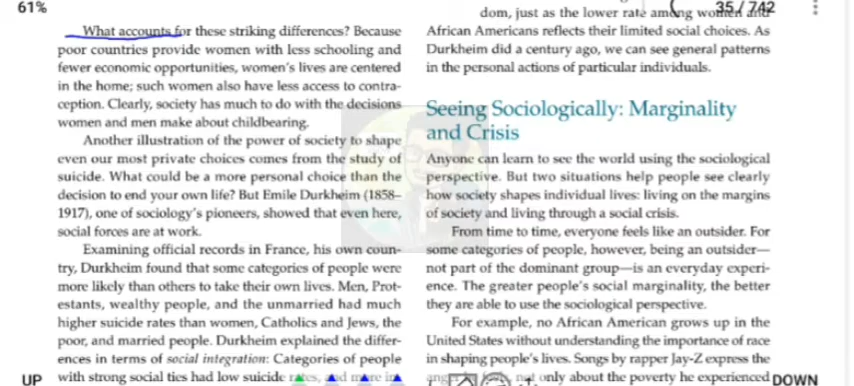 61%
35/742
What accounts for these striking differences? Because
poor countries provide women with less schooling and
fewer economic opportunities, women's lives are centered
in the home; such women also have less access to contra-
ception. Clearly, society has much to do with the decisions
women and men make about childbearing.
Another illustration of the power of society to shape
even our most private choices comes from the study of
suicide. What could be a more personal choice than the
decision to end your own life? But Emile Durkheim (1858–
1917), one of sociology's pioneers, showed that even here,
social forces are at work.
Examining official records in France, his own coun-
try, Durkheim found that some categories of people were
more likely than others to take their own lives. Men, Prot-
estants, wealthy people, and the unmarried had much
higher suicide rates than women, Catholics and Jews, the
poor, and married people. Durkheim explained the differ-
ences in terms of social integration: Categories of people
with strong social ties had low suicide
dom, just as the lower rate among women and
African Americans reflects their limited social choices. As
Durkheim did a century ago, we can see general patterns
in the personal actions of particular individuals.
Seeing Sociologically: Marginality
and Crisis
Anyone can learn to see the world using the sociological
perspective. But two situations help people see clearly
how society shapes individual lives: living on the margins
of society and living through a social crisis.
From time to time, everyone feels like an outsider. For
some categories of people, however, being an outsider—
not part of the dominant group—is an everyday experi-
ence. The greater people's social marginality, the better
they are able to use the sociological perspective.
For example, no African American grows up in the
United States without understanding the importance of race
in shaping people's lives. Songs by rapper Jay-Z express the
only about the poverty he experienced
UP
DOWN